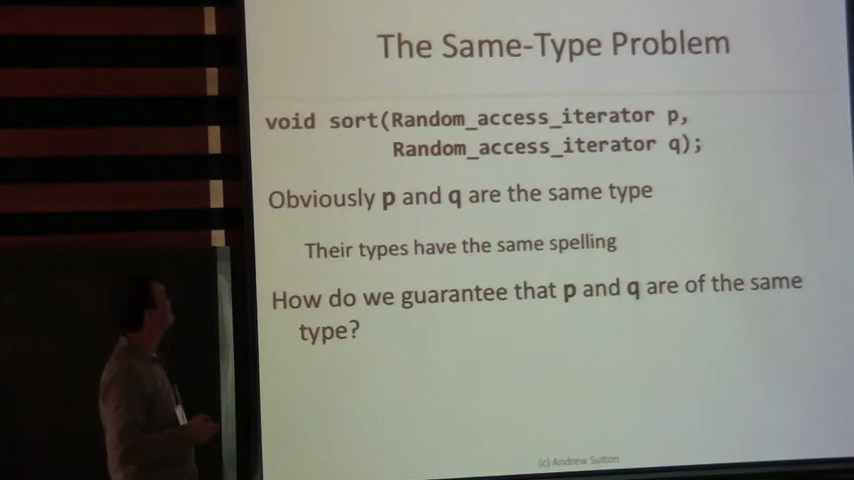 The Same-Type Problem
void sort(Random_access_iterator p,
Random_access_iterator q);
Obviously p and q are the same type
Their types have the same spelling
How do we guarantee that p and q are of the same
type?
(c) Andrew Sutton